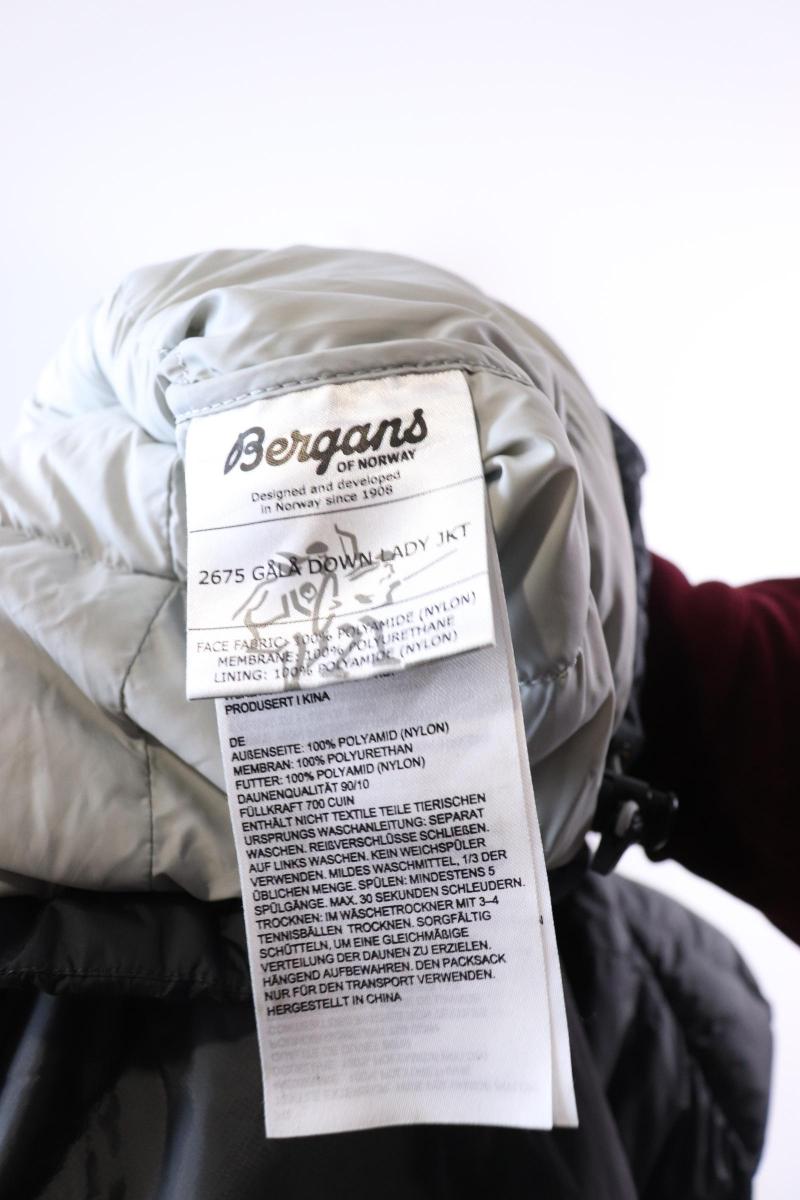 Bergans
OF NORWAY
Designed and developed
in Norway since 1908
2675 GÅLÅ DOWN LADY JKT
FACE FABRIC: 100% POLYAMIDE (NYLON)
MEMBRANE: 100% POLYURETHANE
LINING: 100% POLYAMIDE (NYLON)
PRODUSERT I KINA
DE
AUßENSEITE: 100% POLYAMID (NYLON)
MEMBRAN: 100% POLYURETHAN
FUTTER: 100% POLYAMID (NYLON)
DAUNENQUALITÄT 90/10
FÜLLKRAFT 700 CUIN
ENTHÄLT NICHT TEXTILE TEILE TIERISCHEN
URSPRUNGS WASCHANLEITUNG: SEPARAT
WASCHEN. REIßVERSCHLÜSSE SCHLIEßEN.
AUF LINKS WASCHEN. KEIN WEICHSPÜLER
VERWENDEN. MILDES WASCHMITTEL, 1/3 DER
ÜBLICHEN MENGE. SPÜLEN: MINDESTENS 5
SPÜLGÄNGE. MAX. 30 SEKUNDEN SCHLEUDERN.
TROCKNEN: IM WÄSCHETROCKNER MIT 3–4
TENNISBÄLLEN TROCKNEN. SORGFÄLTIG
SCHÜTTELN, UM EINE GLEICHMÄßIGE
VERTEILUNG DER DAUNEN ZU ERZIELEN.
HÄNGEND AUFBEWAHREN. DEN PACKSACK
NUR FÜR DEN TRANSPORT VERWENDEN.
HERGESTELLT IN CHINA